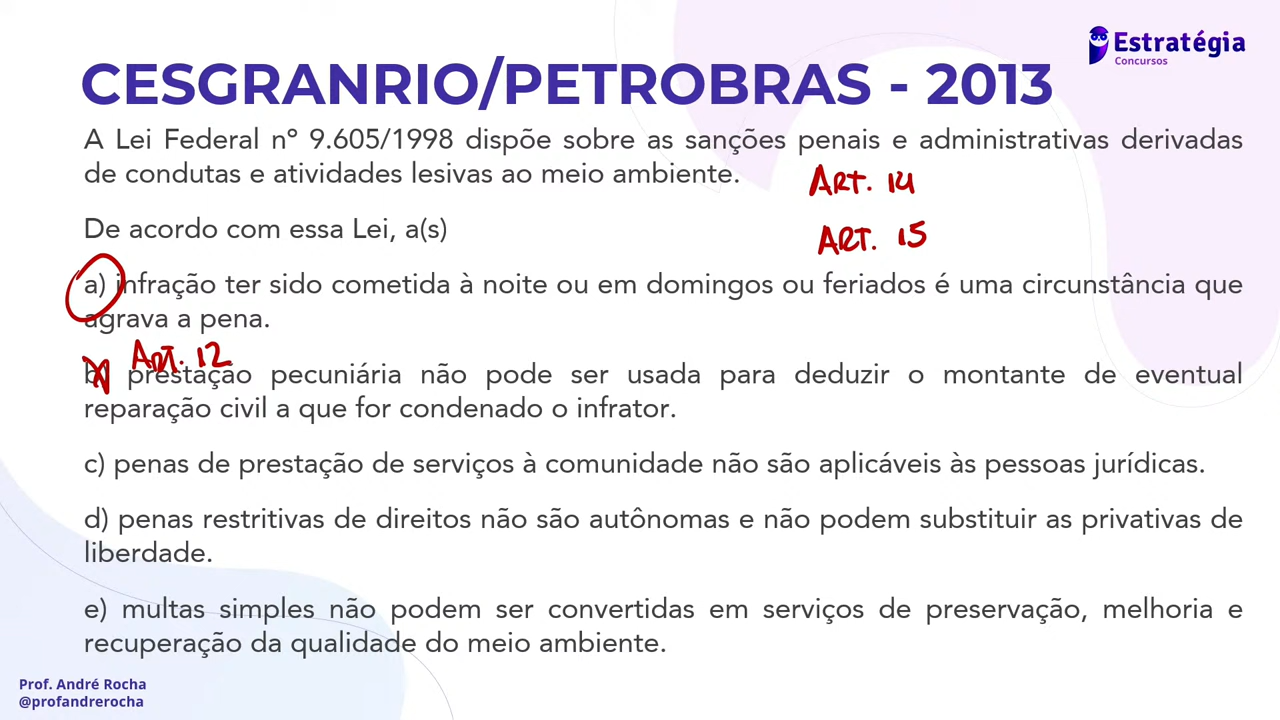 Estratégia
Concursos
CESGRANRIO/PETROBRAS - 2013
A Lei Federal nº 9.605/1998 dispõe sobre as sanções penais e administrativas derivadas
de condutas e atividades lesivas ao meio ambiente.
ART. 14
De acordo com essa Lei, a(s)
ART. 15
a) infração ter sido cometida à noite ou em domingos ou feriados é uma circunstância que
agrava a pena.
ART. 12
b) prestação pecuniária não pode ser usada para deduzir o montante de eventual
reparação civil a que for condenado o infrator.
c) penas de prestação de serviços à comunidade não são aplicáveis às pessoas jurídicas.
d) penas restritivas de direitos não são autônomas e não podem substituir as privativas de
liberdade.
e) multas simples não podem ser convertidas em serviços de preservação, melhoria e
recuperação da qualidade do meio ambiente.
Prof. André Rocha
@profandrerocha